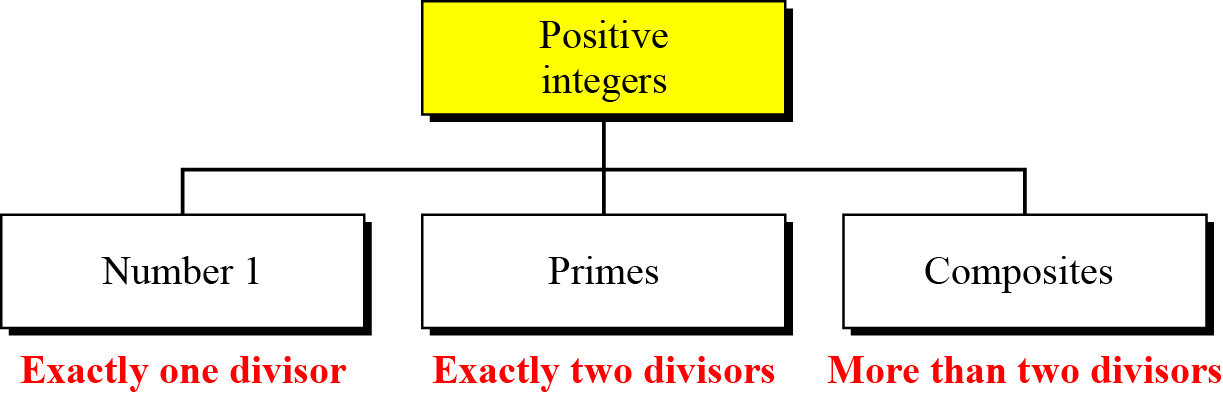 Positive
integers
Number 1
Primes
Composites
Exactly one divisor
Exactly two divisors
More than two divisors